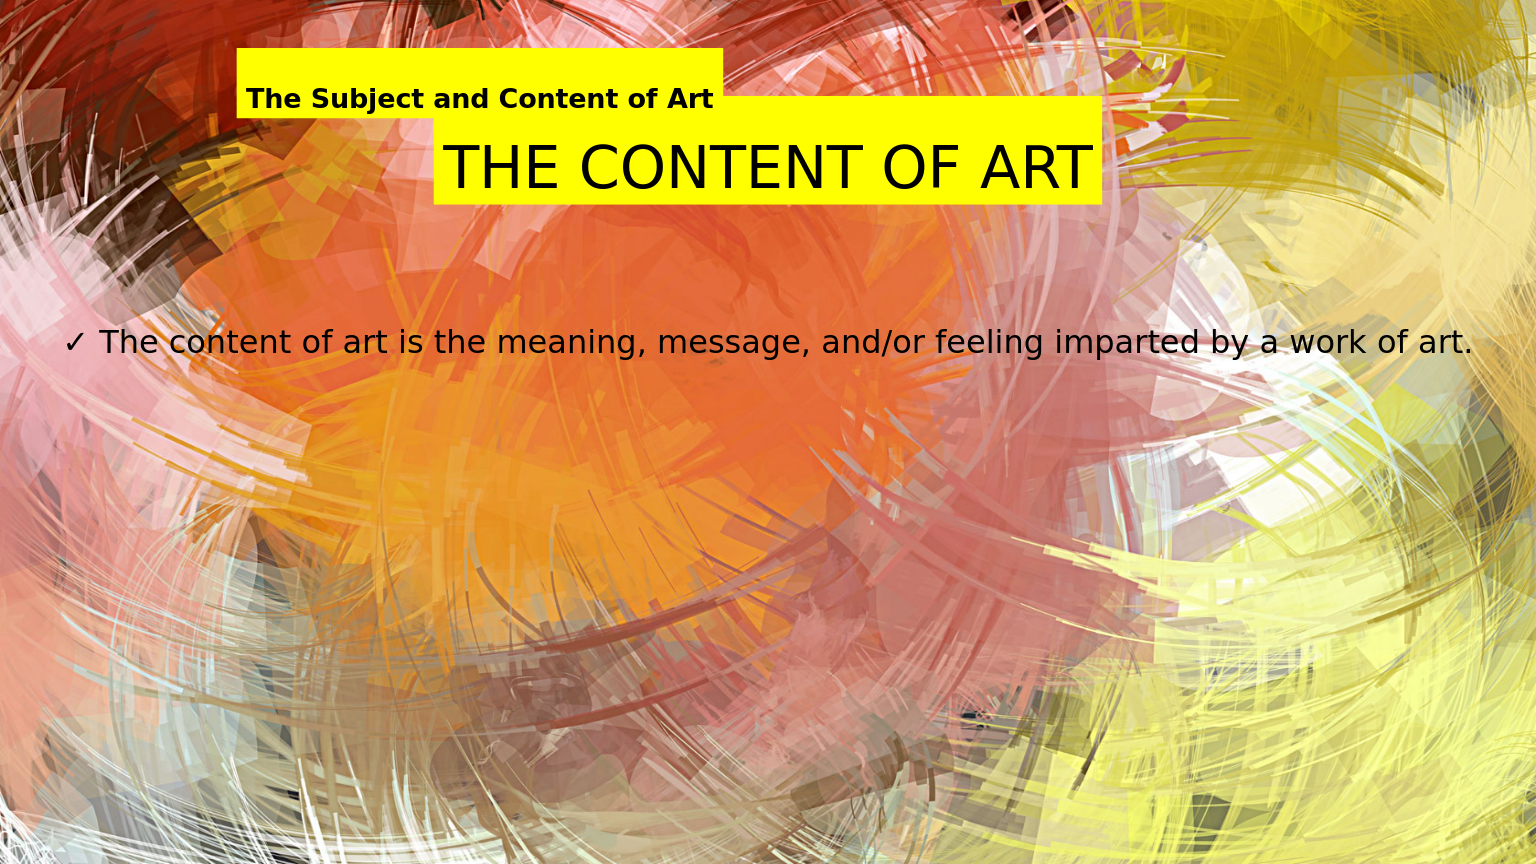 The Subject and Content of Art
THE CONTENT OF ART
✓ The content of art is the meaning, message, and/or feeling imparted by a work of art.